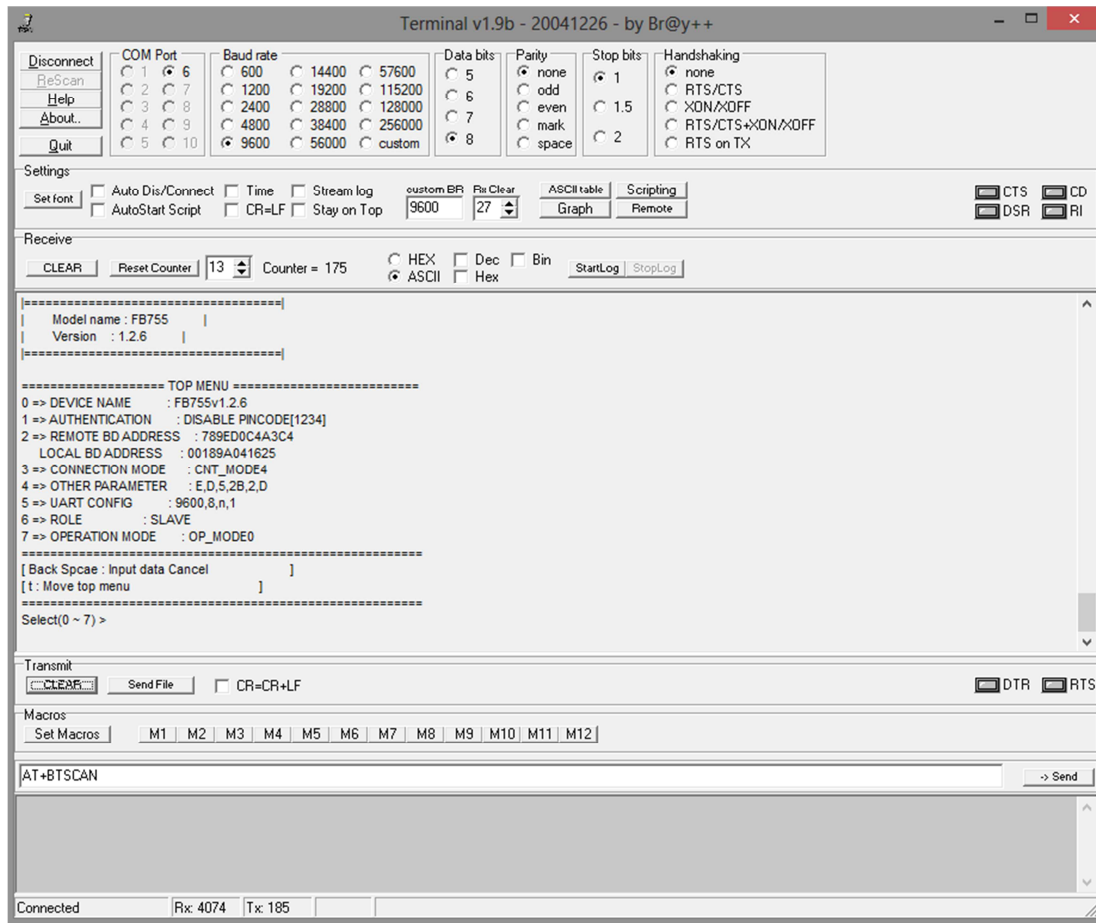 Terminal v1.9b - 20041226 - by Br@y++
Disconnect
ReScan
Help
About..
Quit
COM Port
1 6
2 7
3 8
4 9
5 10
Baud rate
600 14400 57600
1200 19200 115200
2400 28800 128000
4800 38400 256000
9600 56000 custom
Data bits
5
6
7
8
Parity
none
odd
even
mark
space
Stop bits
1
1.5
2
Handshaking
none
RTS/CTS
XON/XOFF
RTS/CTS+XON/XOFF
RTS on TX
Settings
Set font
Auto Dis/Connect Time Stream log
AutoStart Script CR=LF Stay on Top
custom BR Rx Clear
9600 27
ASCII table Scripting
Graph Remote
CTS CD
DSR RI
Receive
CLEAR Reset Counter 13 Counter = 175
HEX Dec Bin
ASCII Hex
StartLog StopLog
|====================================|
| Model name : FB755 |
| Version : 1.2.6 |
|====================================|
==================== TOP MENU ==========================
0 => DEVICE NAME : FB755v1.2.6
1 => AUTHENTICATION : DISABLE PINCODE[1234]
2 => REMOTE BD ADDRESS : 789ED0C4A3C4
LOCAL BD ADDRESS : 00189A041625
3 => CONNECTION MODE : CNT_MODE4
4 => OTHER PARAMETER : E,D,5,2B,2,D
5 => UART CONFIG : 9600,8,n,1
6 => ROLE : SLAVE
7 => OPERATION MODE : OP_MODE0
========================================================
[ Back Spcae : Input data Cancel ]
[ t : Move top menu ]
========================================================
Select(0 ~ 7) >
Transmit
CLEAR Send File CR=CR+LF
DTR RTS
Macros
Set Macros M1 M2 M3 M4 M5 M6 M7 M8 M9 M10 M11 M12
AT+BTSCAN
-> Send
Connected Rx: 4074 Tx: 185